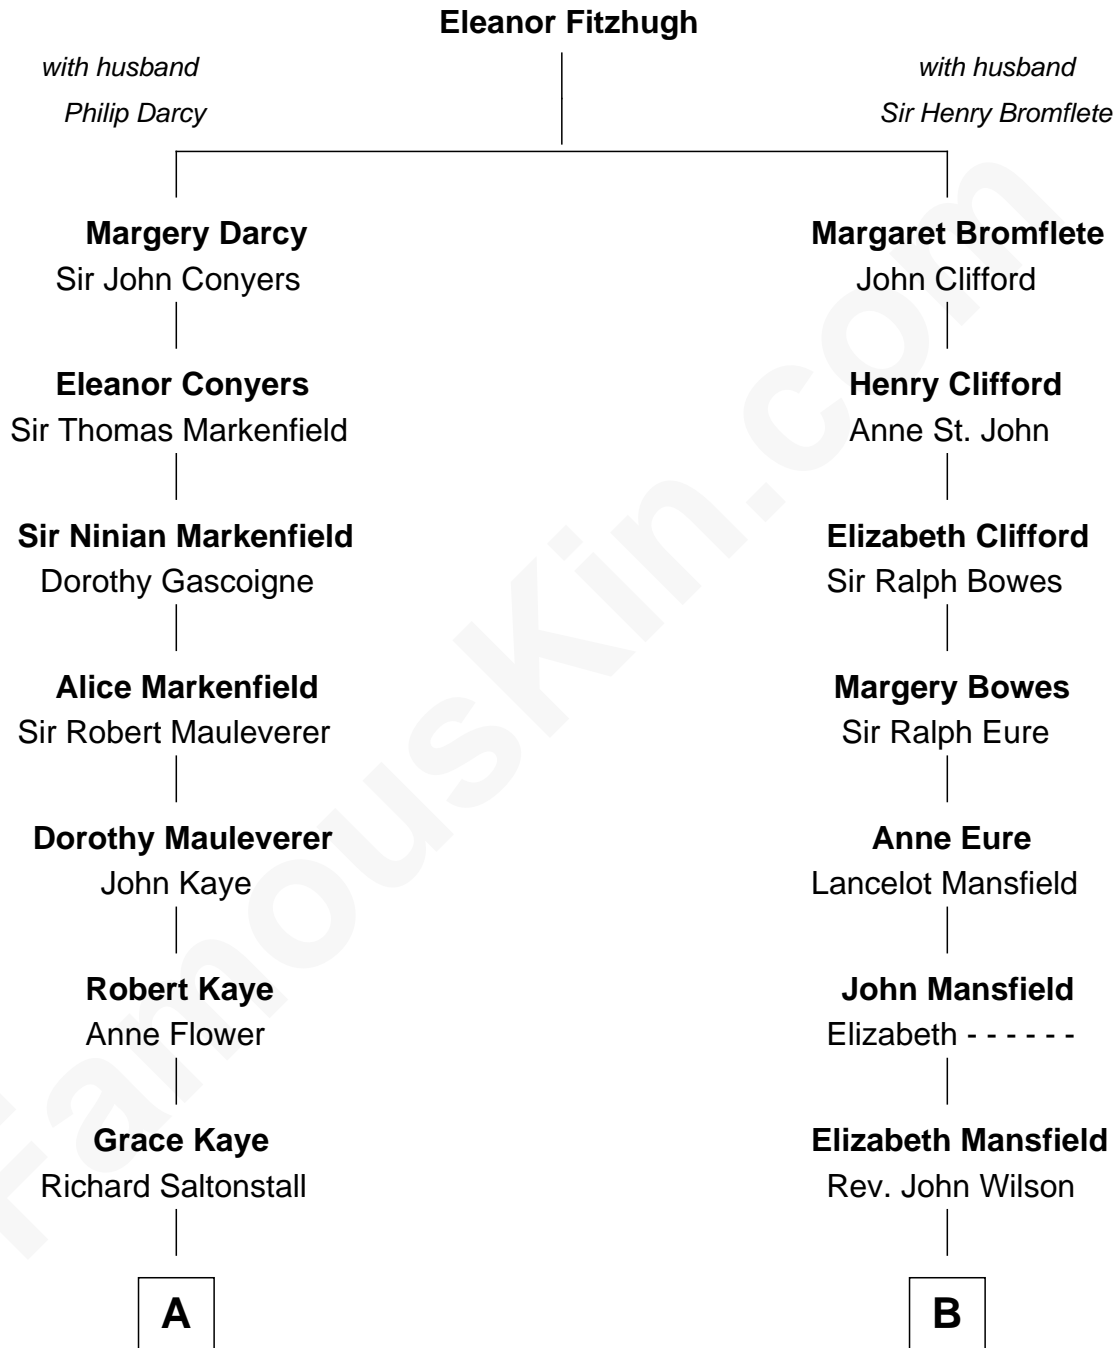 Eleanor Fitzhugh
with husband
Philip Darcy
with husband
Sir Henry Bromflete
Margery Darcy
Sir John Conyers
Margaret Bromflete
John Clifford
Eleanor Conyers
Sir Thomas Markenfield
Henry Clifford
Anne St. John
Sir Ninian Markenfield
Dorothy Gascoigne
Elizabeth Clifford
Sir Ralph Bowes
Alice Markenfield
Sir Robert Mauleverer
Margery Bowes
Sir Ralph Eure
Dorothy Mauleverer
John Kaye
Anne Eure
Lancelot Mansfield
Robert Kaye
Anne Flower
John Mansfield
Elizabeth - - - - - -
Grace Kaye
Richard Saltonstall
Elizabeth Mansfield
Rev. John Wilson
A
B
FamousKin.com